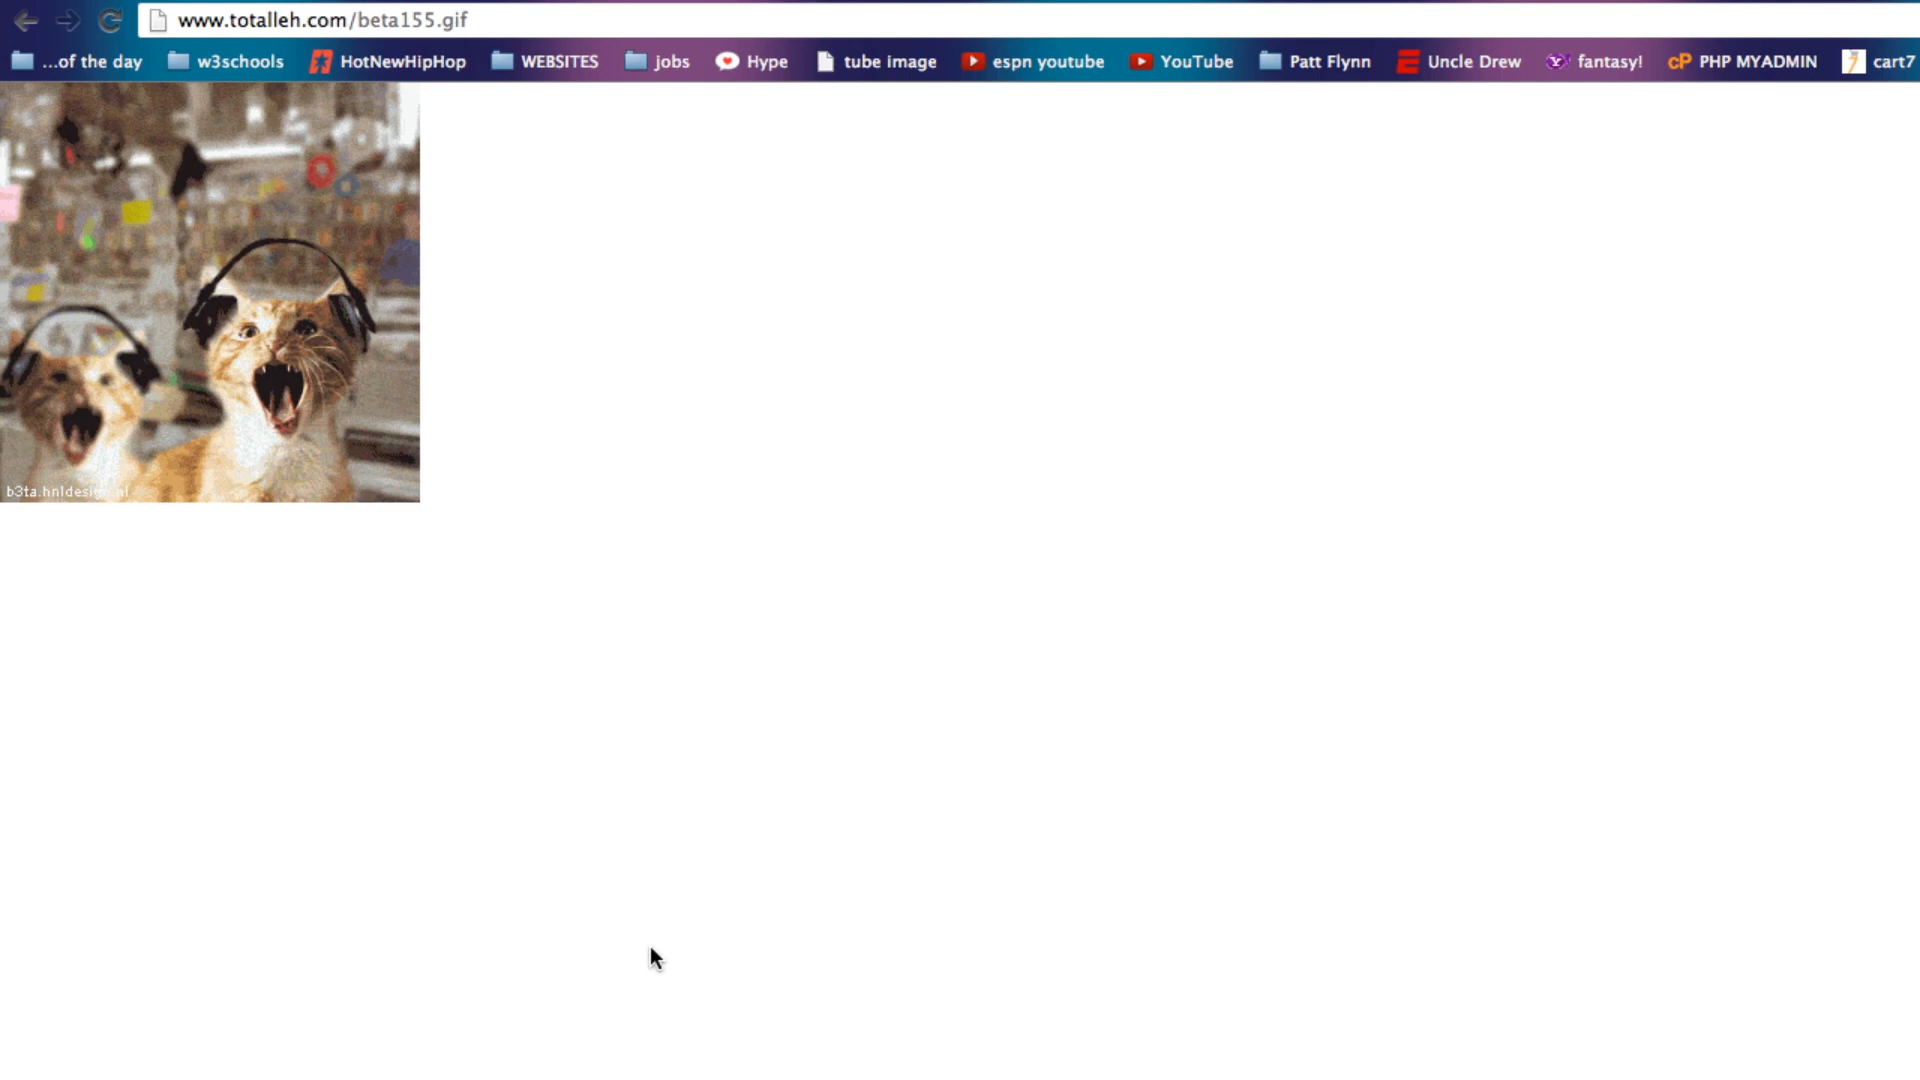 www.totalleh.com/beta155.gif
...of the day w3schools HotNewHipHop WEBSITES jobs Hype tube image espn youtube YouTube Patt Flynn Uncle Drew fantasy! PHP MYADMIN cart7